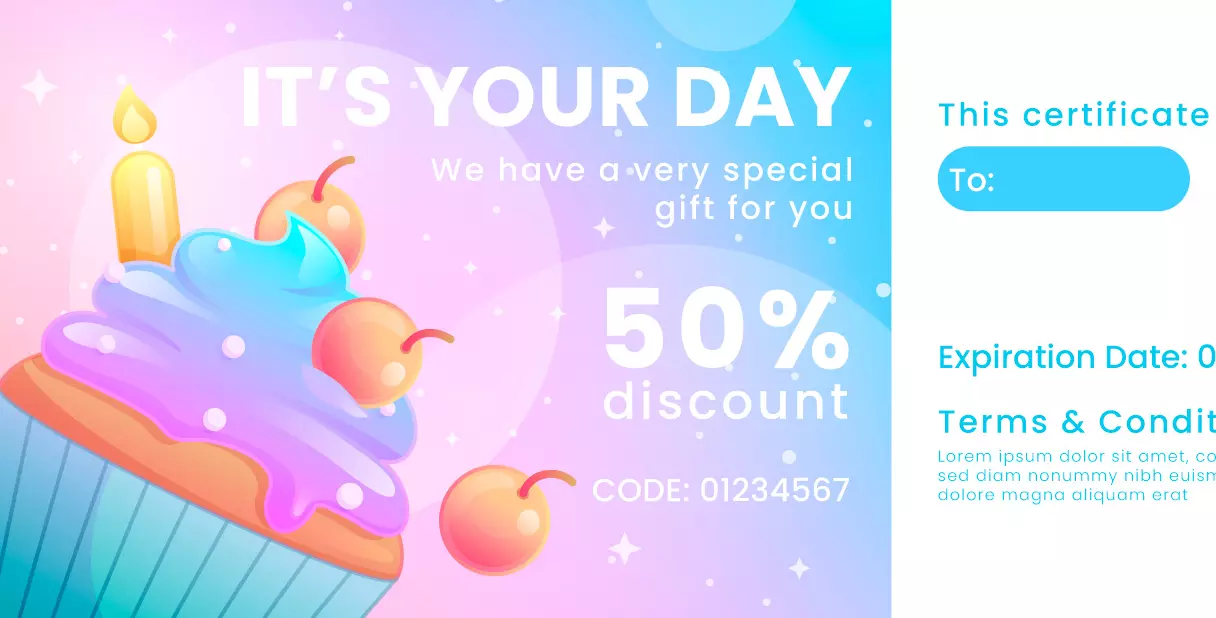 IT’S YOUR DAY
We have a very special
gift for you
50%
discount
CODE: 01234567
This certificate
To:
Expiration Date: 0
Terms & Condit
Lorem ipsum dolor sit amet, co
sed diam nonummy nibh euism
dolore magna aliquam erat